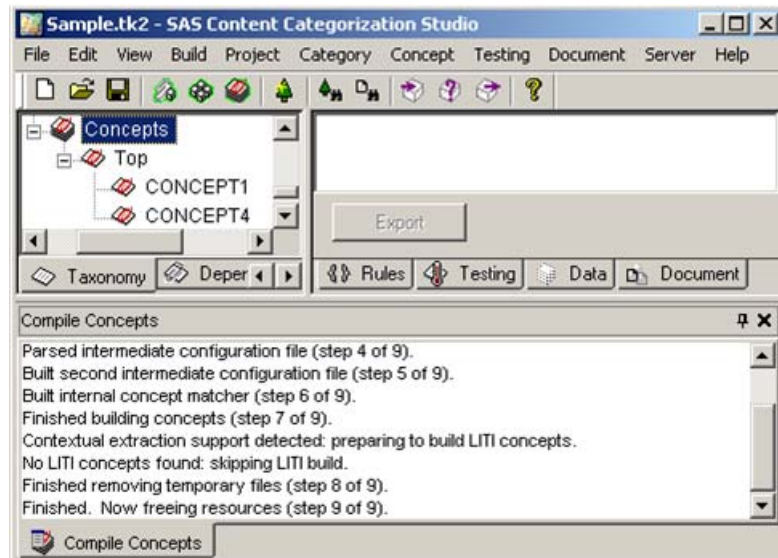 Sample.tk2 - SAS Content Categorization Studio
File Edit View Build Project Category Concept Testing Document Server Help
Concepts
Top
CONCEPT1
CONCEPT4
Export
Taxonomy Deper Rules Testing Data Document
Compile Concepts
Parsed intermediate configuration file (step 4 of 9).
Built second intermediate configuration file (step 5 of 9).
Built internal concept matcher (step 6 of 9).
Finished building concepts (step 7 of 9).
Contextual extraction support detected: preparing to build LITI concepts.
No LITI concepts found: skipping LITI build.
Finished removing temporary files (step 8 of 9).
Finished. Now freeing resources (step 9 of 9).
Compile Concepts